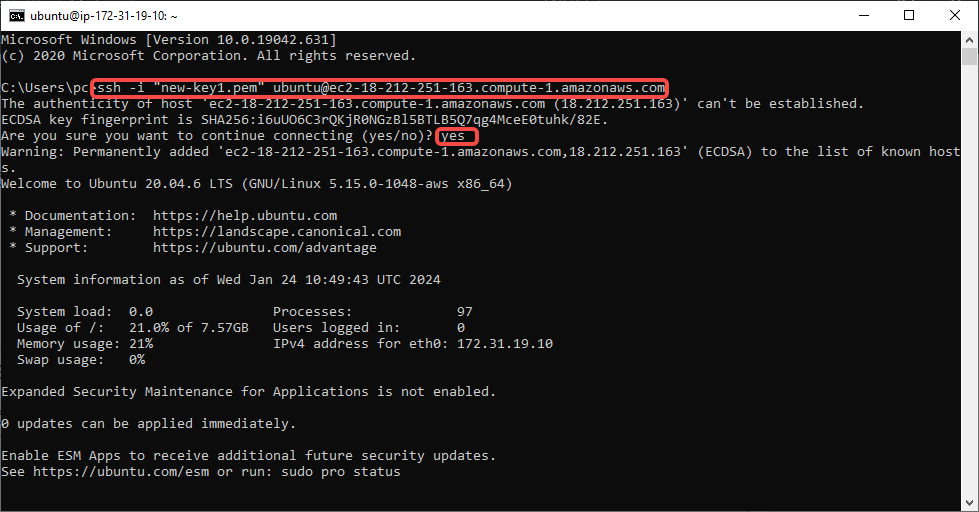 ubuntu@ip-172-31-19-10: ~
Microsoft Windows [Version 10.0.19042.631]
(c) 2020 Microsoft Corporation. All rights reserved.
C:\Users\pc>ssh -i "new-key1.pem" ubuntu@ec2-18-212-251-163.compute-1.amazonaws.com
The authenticity of host 'ec2-18-212-251-163.compute-1.amazonaws.com (18.212.251.163)' can't be established.
ECDSA key fingerprint is SHA256:i6uUO6C3rQKjR0NGzBl5BTLB5Q7qg4MceE0tuhk/82E.
Are you sure you want to continue connecting (yes/no)? yes
Warning: Permanently added 'ec2-18-212-251-163.compute-1.amazonaws.com,18.212.251.163' (ECDSA) to the list of known host
s.
Welcome to Ubuntu 20.04.6 LTS (GNU/Linux 5.15.0-1048-aws x86_64)
* Documentation:  https://help.ubuntu.com
* Management:     https://landscape.canonical.com
* Support:        https://ubuntu.com/advantage
System information as of Wed Jan 24 10:49:43 UTC 2024
System load:  0.0               Processes:             97
Usage of /:   21.0% of 7.57GB   Users logged in:       0
Memory usage: 21%               IPv4 address for eth0: 172.31.19.10
Swap usage:   0%
Expanded Security Maintenance for Applications is not enabled.
0 updates can be applied immediately.
Enable ESM Apps to receive additional future security updates.
See https://ubuntu.com/esm or run: sudo pro status